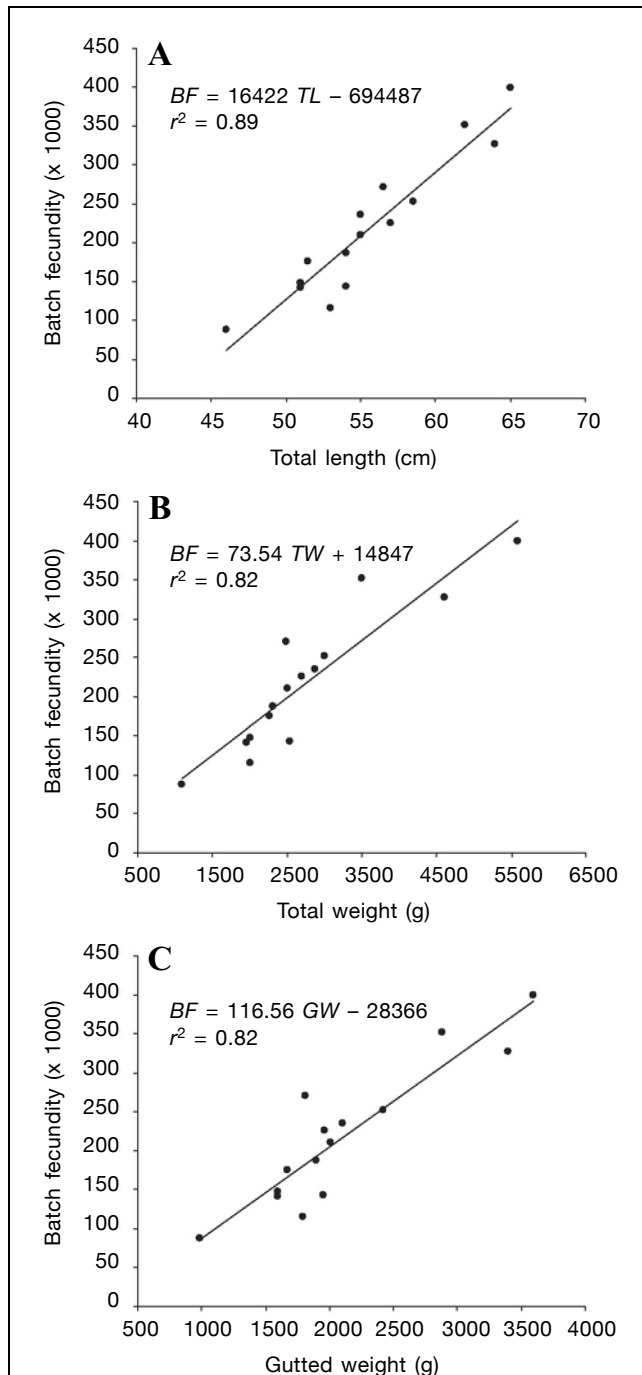 A
BF = 16422 TL – 694487
r² = 0.89
450
400
350
300
250
200
150
100
50
0
Batch fecundity (x 1000)
40 45 50 55 60 65 70
Total length (cm)
B
BF = 73.54 TW + 14847
r² = 0.82
450
400
350
300
250
200
150
100
50
0
Batch fecundity (x 1000)
500 1500 2500 3500 4500 5500 6500
Total weight (g)
C
BF = 116.56 GW – 28366
r² = 0.82
450
400
350
300
250
200
150
100
50
0
Batch fecundity (x 1000)
500 1000 1500 2000 2500 3000 3500 4000
Gutted weight (g)